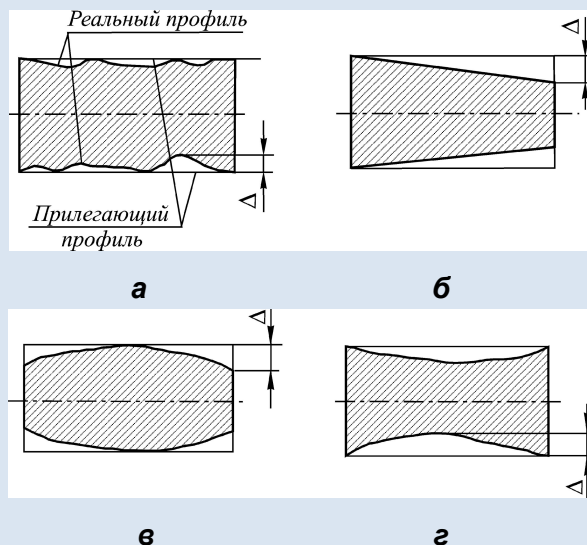 Реальный профиль
Δ
Δ
Прилегающий
профиль
а
б
Δ
Δ
в
г